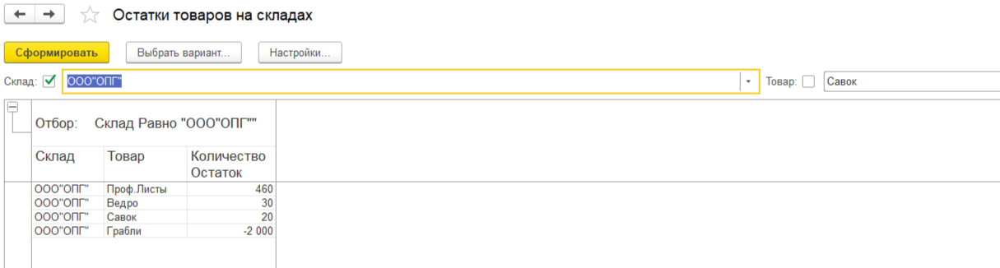 Остатки товаров на складах
Сформировать Выбрать вариант... Настройки...
Склад: ООО"ОПГ" Товар: Савок
Отбор: Склад Равно "ООО"ОПГ""
Склад Товар Количество Остаток
ООО"ОПГ" Проф.Листы 460
ООО"ОПГ" Ведро 30
ООО"ОПГ" Савок 20
ООО"ОПГ" Грабли -2 000